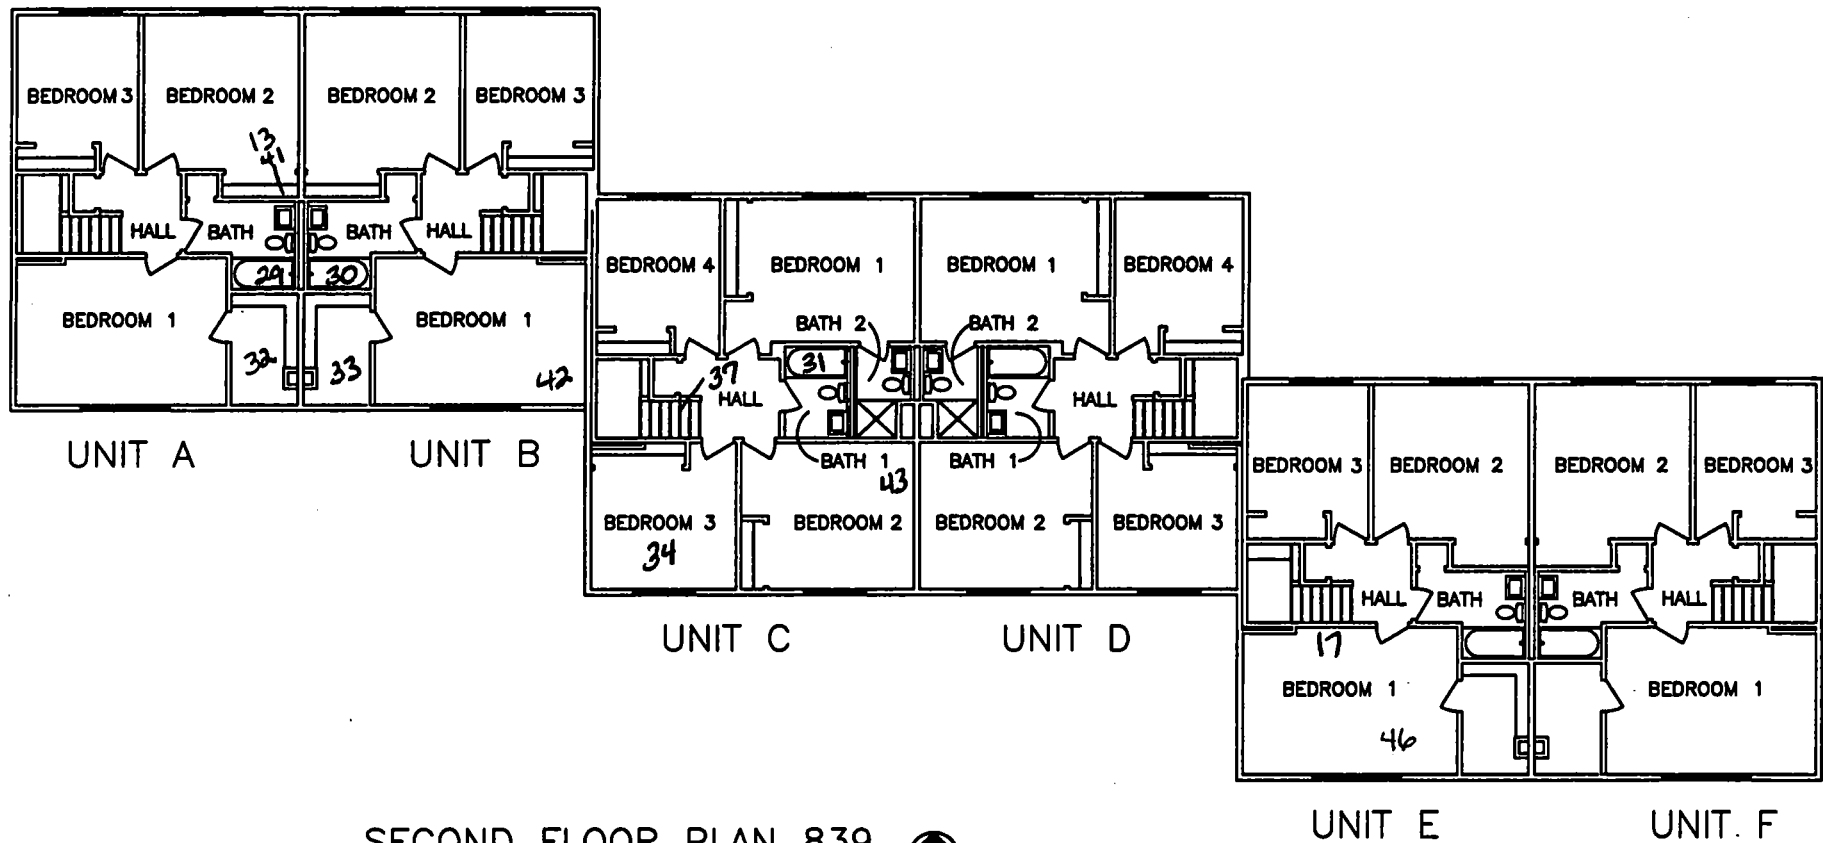 BEDROOM 3 BEDROOM 2 BEDROOM 2 BEDROOM 3
13
41
HALL BATH BATH HALL
29 30
BEDROOM 1 BEDROOM 1
32 33 42
UNIT A UNIT B
BEDROOM 4 BEDROOM 1 BEDROOM 1 BEDROOM 4
BATH 2 BATH 2
31
37
HALL HALL
BATH 1 BATH 1
43
BEDROOM 3 BEDROOM 2 BEDROOM 2 BEDROOM 3
34
UNIT C UNIT D
BEDROOM 3 BEDROOM 2 BEDROOM 2 BEDROOM 3
HALL BATH BATH HALL
17
BEDROOM 1 BEDROOM 1
46
UNIT E UNIT. F
SECOND FLOOR PLAN 839